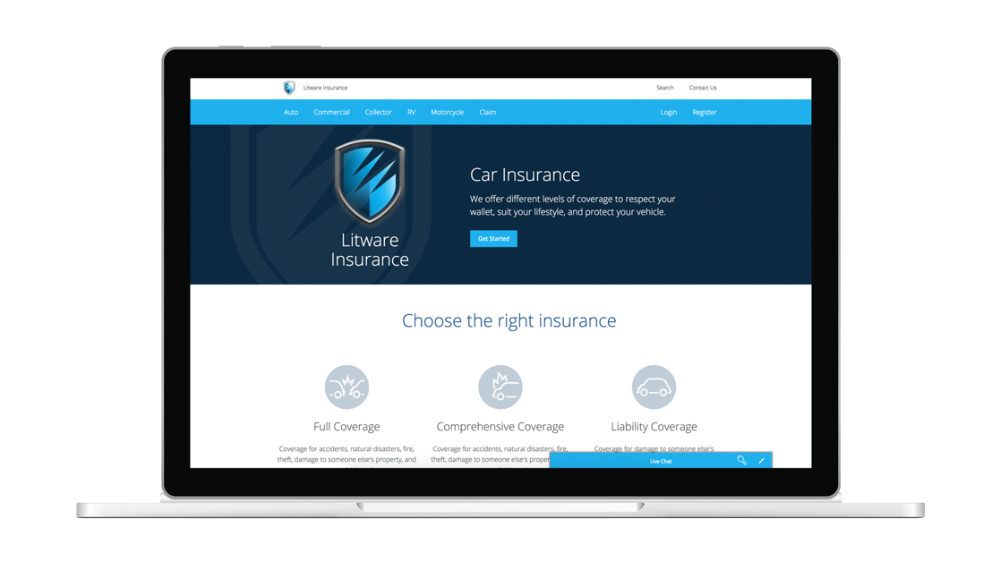 Litware Insurance
Search
Contact Us
Auto
Commercial
Collector
RV
Motorcycle
Claim
Login
Register
Litware
Insurance
Car Insurance
We offer different levels of coverage to respect your
wallet, suit your lifestyle, and protect your vehicle.
Get Started
Choose the right insurance
Full Coverage
Coverage for accidents, natural disasters, fire,
theft, damage to someone else's property, and
Comprehensive Coverage
Coverage for accidents, natural disasters, fire,
theft, damage to someone else's
Liability Coverage
Coverage for damage to someone else's
Live Chat